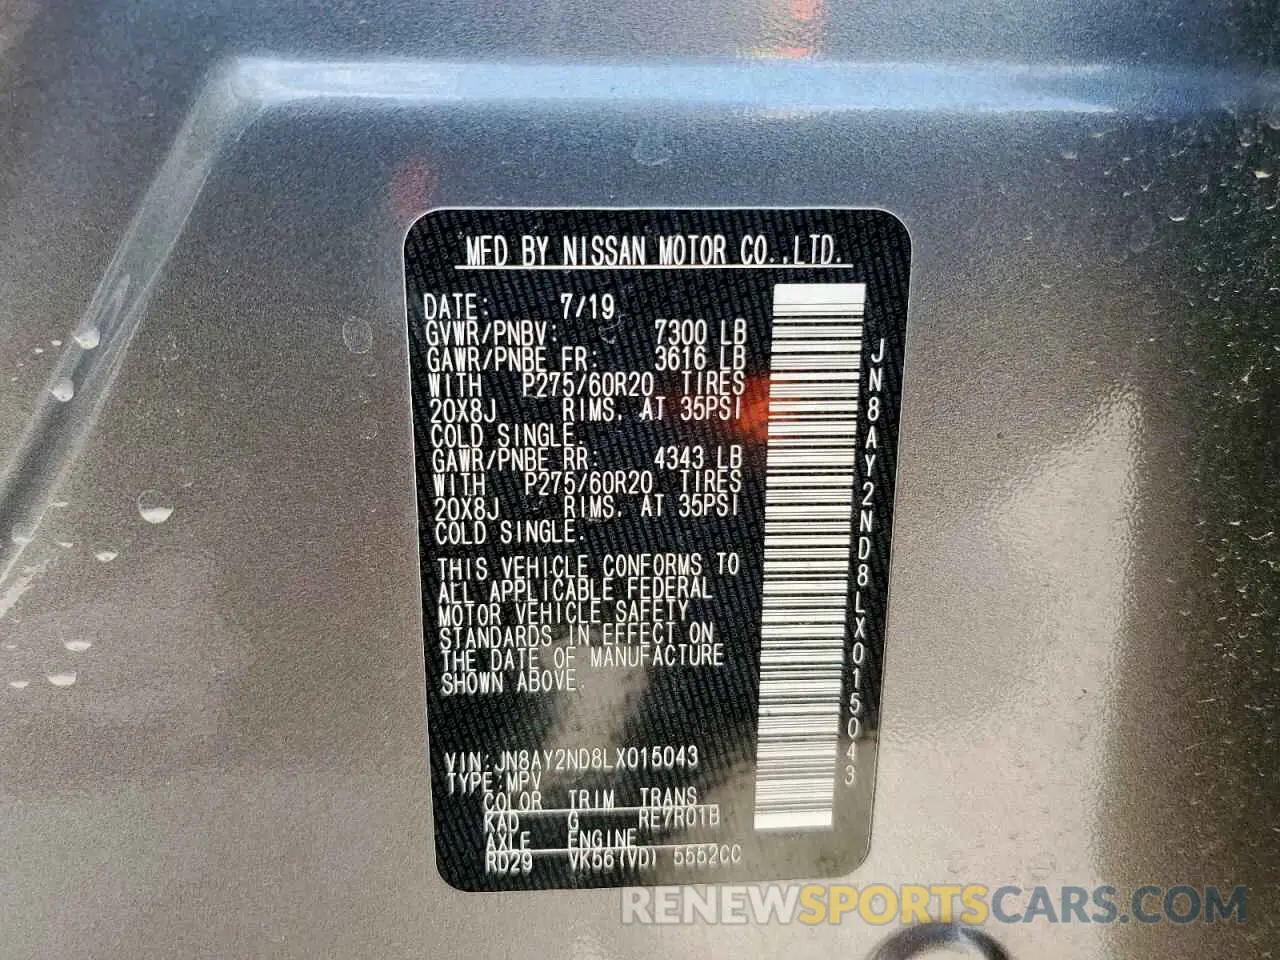 MFD BY NISSAN MOTOR CO.,LTD.
DATE: 7/19
GVWR/PNBV: 7300 LB
GAWR/PNBE FR: 3616 LB
WITH P275/60R20 TIRES
20X8J RIMS, AT 35PSI
COLD SINGLE.
GAWR/PNBE RR: 4343 LB
WITH P275/60R20 TIRES
20X8J RIMS, AT 35PSI
COLD SINGLE.
THIS VEHICLE CONFORMS TO
ALL APPLICABLE FEDERAL
MOTOR VEHICLE SAFETY
STANDARDS IN EFFECT ON
THE DATE OF MANUFACTURE
SHOWN ABOVE.
VIN:JN8AY2ND8LX015043
TYPE:MPV
COLOR TRIM TRANS
KAD G RE7R01B
AXLE ENGINE
RD29 VK56(VD) 5552CC
JN8AY2ND8LX015043
RENEWSPORTSCARS.COM